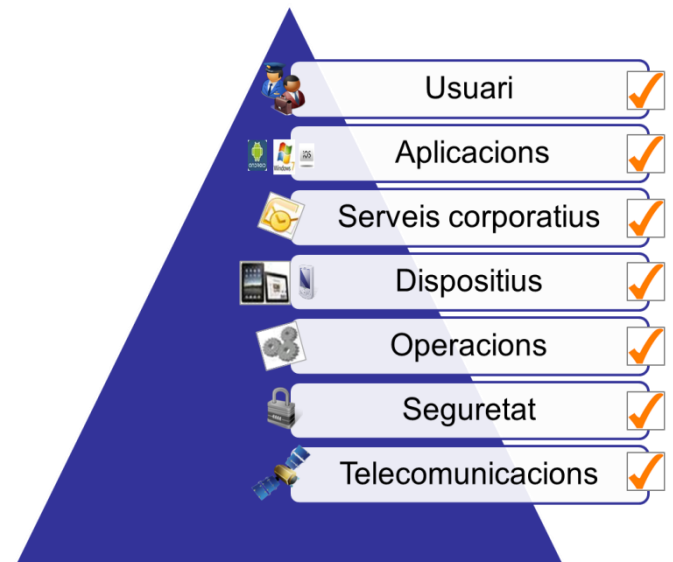 Usuari
Aplicacions
Serveis corporatius
Dispositius
Operacions
Seguretat
Telecomunicacions